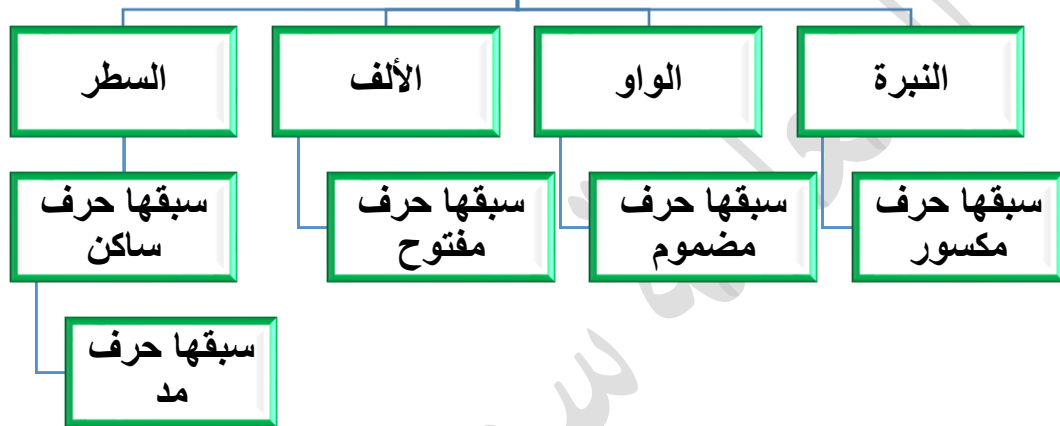 النبرة
الواو
الألف
السطر
سبقها حرف
مكسور
سبقها حرف
مضموم
سبقها حرف
مفتوح
سبقها حرف
ساكن
سبقها حرف
مد